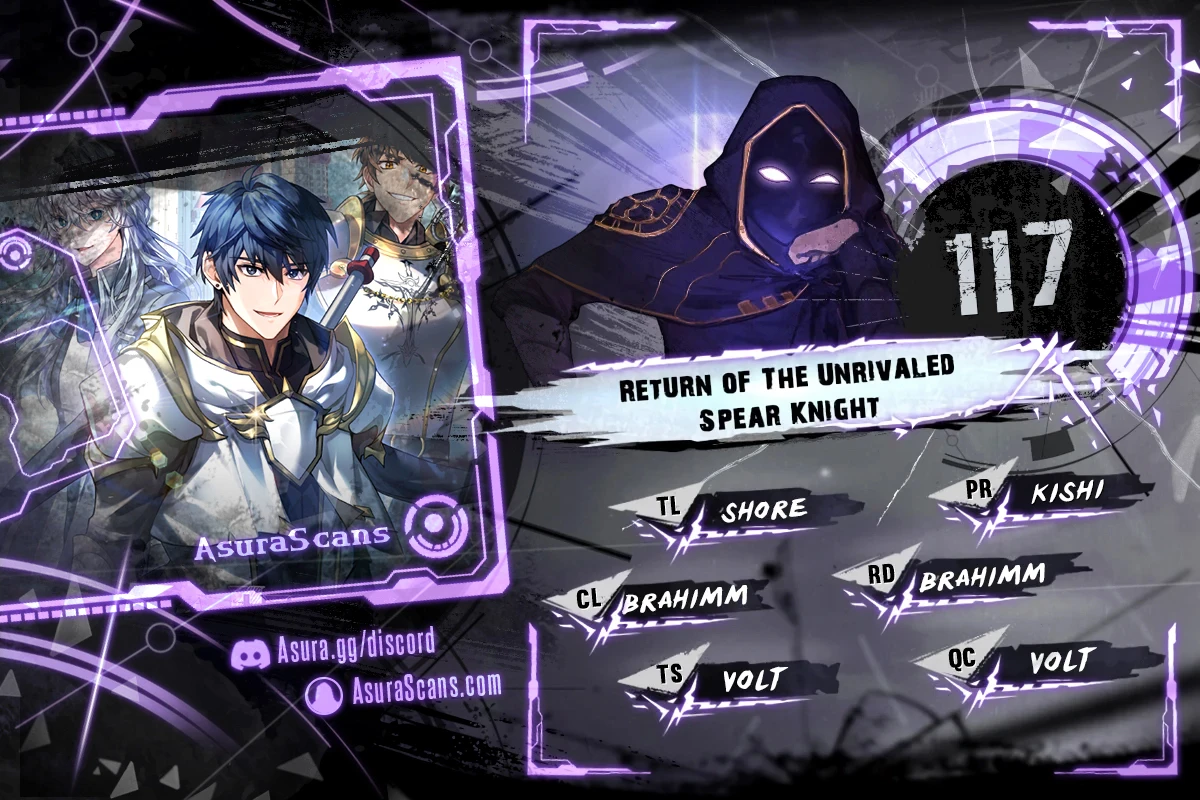 117
RETURN OF THE UNRIVALED
SPEAR KNIGHT
TL SHORE
PR KISHI
CL BRAHIMM
RD BRAHIMM
TS VOLT
QC VOLT
AsuraScans
Asura.gg/discord
AsuraScans.com